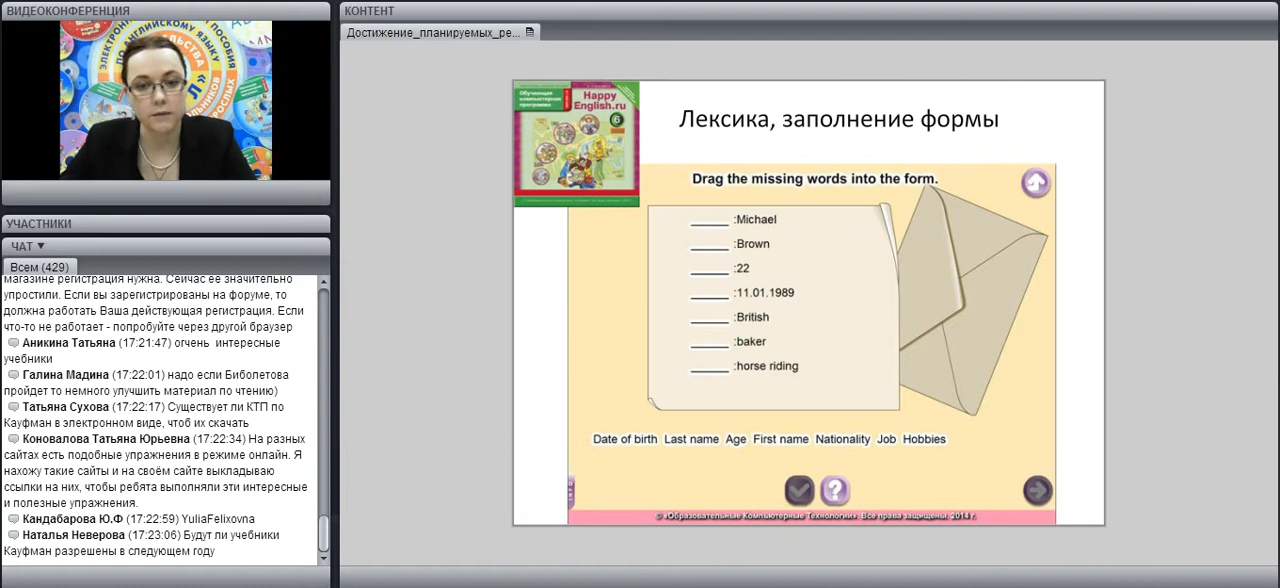 ВИДЕОКОНФЕРЕНЦИЯ
УЧАСТНИКИ
ЧАТ ▼
Всем (429)
магазине регистрация нужна. Сейчас ее значительно
упростили. Если вы зарегистрированы на форуме, то
должна работать Ваша действующая регистрация. Если
что-то не работает - попробуйте через другой браузер
Аникина Татьяна (17:21:47) огчень интересные
учебники
Галина Мадина (17:22:01) надо если Биболетова
пройдет то немного улучшить материал по чтению)
Татьяна Сухова (17:22:17) Существует ли КТП по
Кауфман в электронном виде, чтоб их скачать
Коновалова Татьяна Юрьевна (17:22:34) На разных
сайтах есть подобные упражнения в режиме онлайн. Я
нахожу такие сайты и на своём сайте выкладываю
ссылки на них, чтобы ребята выполняли эти интересные
и полезные упражнения.
Кандабарова Ю.Ф (17:22:59) YuliaFelixovna
Наталья Неверова (17:23:06) Будут ли учебники
Кауфман разрешены в следующем году
КОНТЕНТ
Достижение_планируемых_ре...
Обучающая
компьютерная
программа
Happy
English.ru
6
Лексика, заполнение формы
Drag the missing words into the form.
______ :Michael
______ :Brown
______ :22
______ :11.01.1989
______ :British
______ :baker
______ :horse riding
Date of birth Last name Age First name Nationality Job Hobbies
?
INFO
© «Образовательные Компьютерные Технологии». Все права защищены. 2014 г.